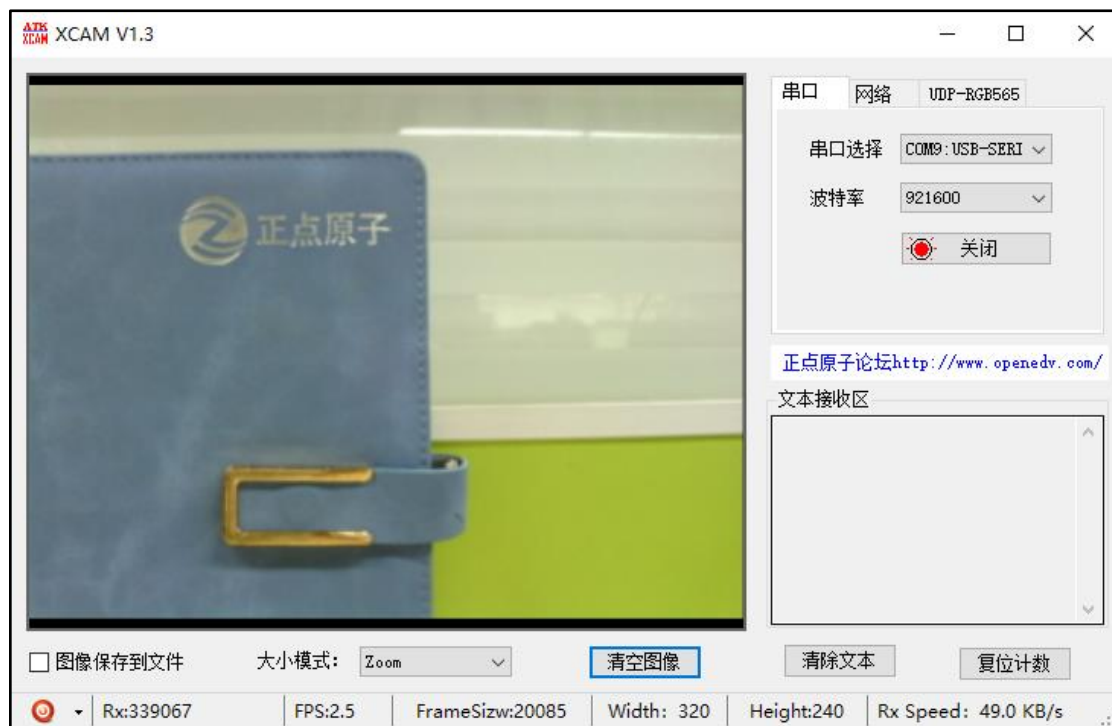 ATK XCAM XCAM V1.3
正点原子
串口 网络 UDP-RGB565
串口选择 COM9:USB-SERI
波特率 921600
关闭
正点原子论坛http://www.openedv.com/
文本接收区
图像保存到文件 大小模式: Zoom 清空图像 清除文本 复位计数
Rx:339067 FPS:2.5 FrameSizw:20085 Width: 320 Height:240 Rx Speed: 49.0 KB/s